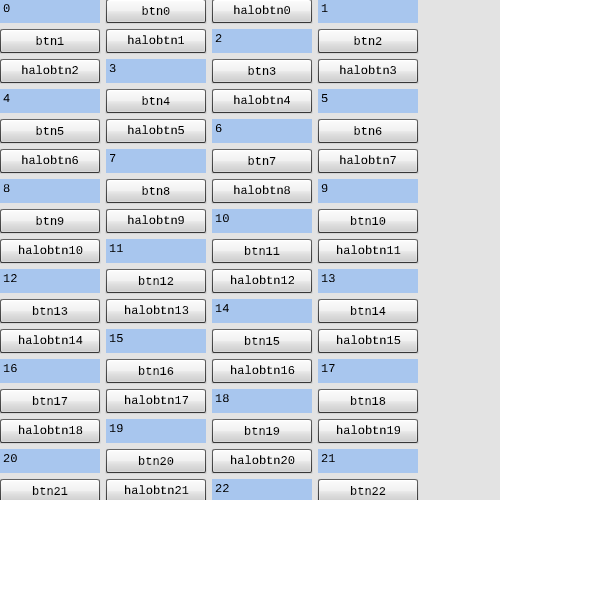 0 btn0 halobtn0 1
btn1 halobtn1 2 btn2
halobtn2 3 btn3 halobtn3
4 btn4 halobtn4 5
btn5 halobtn5 6 btn6
halobtn6 7 btn7 halobtn7
8 btn8 halobtn8 9
btn9 halobtn9 10 btn10
halobtn10 11 btn11 halobtn11
12 btn12 halobtn12 13
btn13 halobtn13 14 btn14
halobtn14 15 btn15 halobtn15
16 btn16 halobtn16 17
btn17 halobtn17 18 btn18
halobtn18 19 btn19 halobtn19
20 btn20 halobtn20 21
btn21 halobtn21 22 btn22